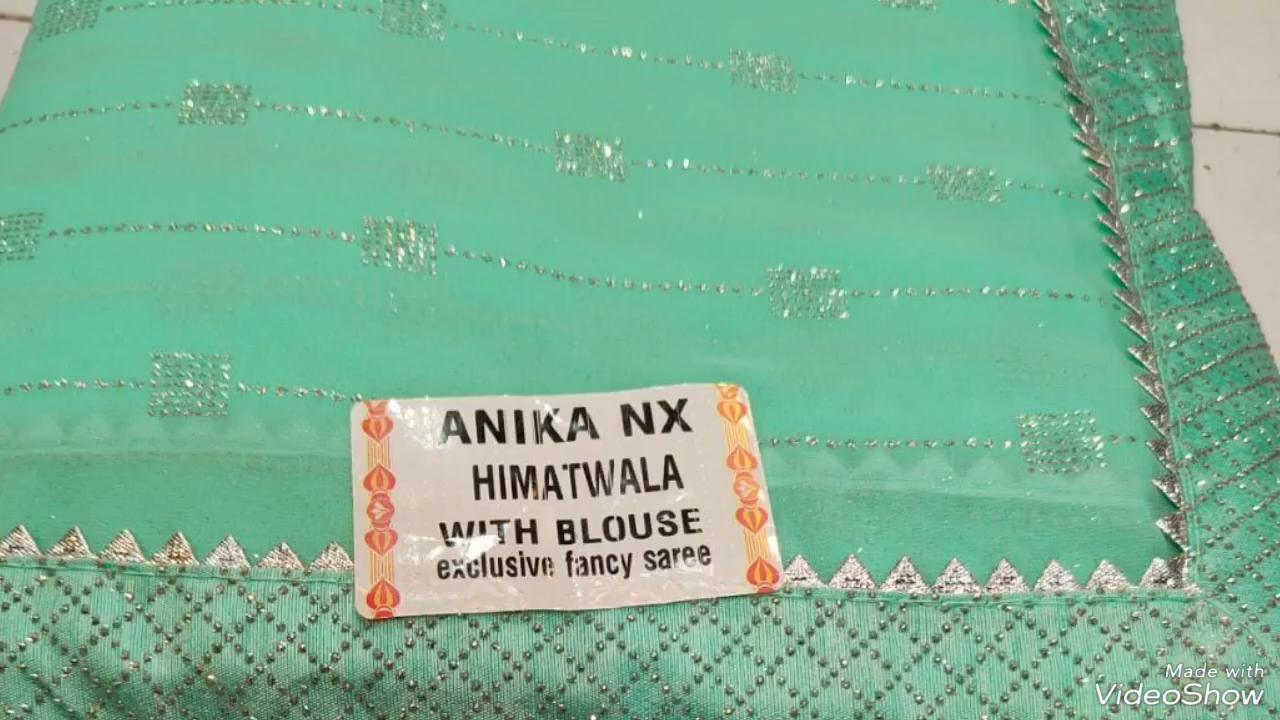 ANIKA NX
HIMATWALA
WITH BLOUSE
exclusive fancy saree
Made with
VideoShow